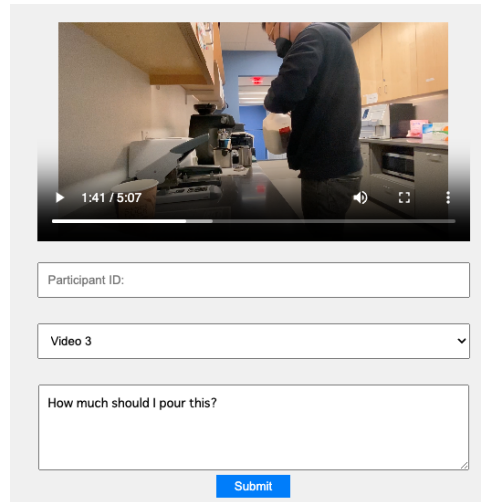 1:41 / 5:07
Participant ID:
Video 3
How much should I pour this?
Submit